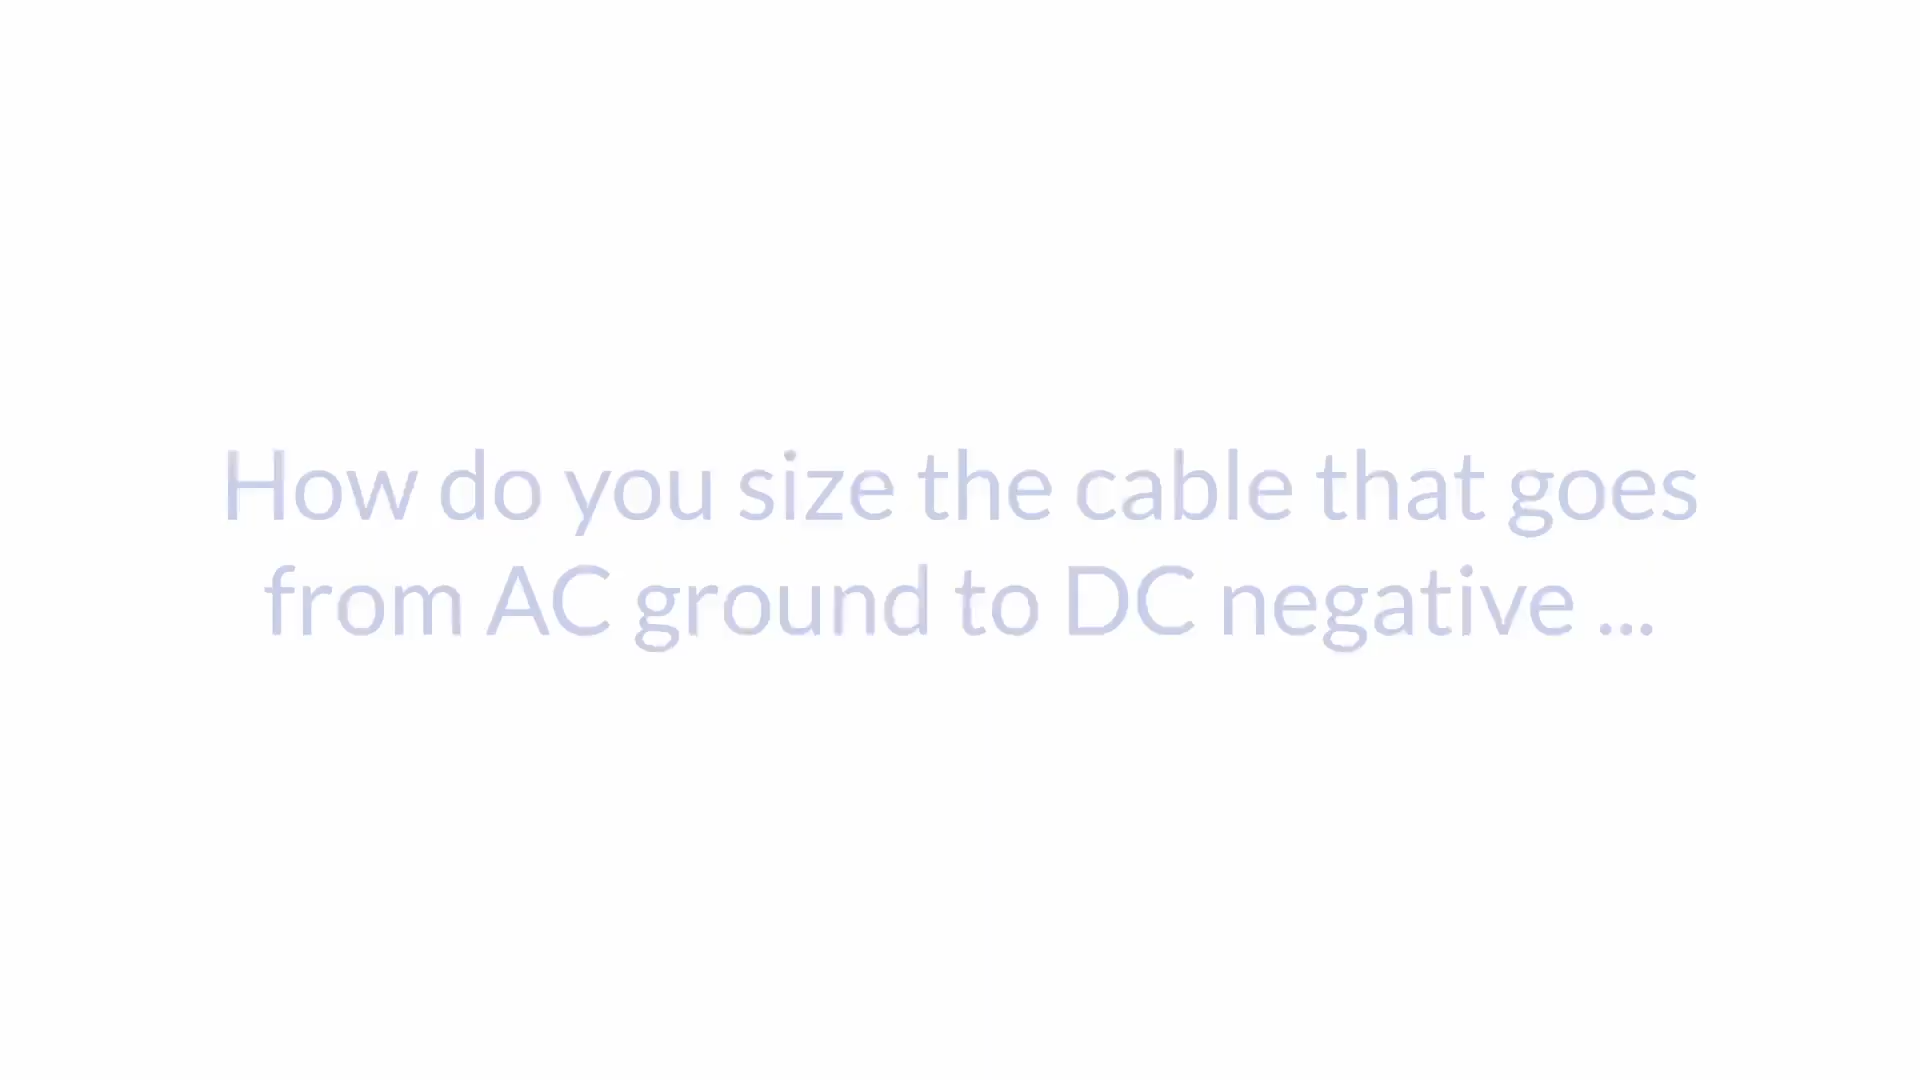 How do you size the cable that goes
from AC ground to DC negative ...